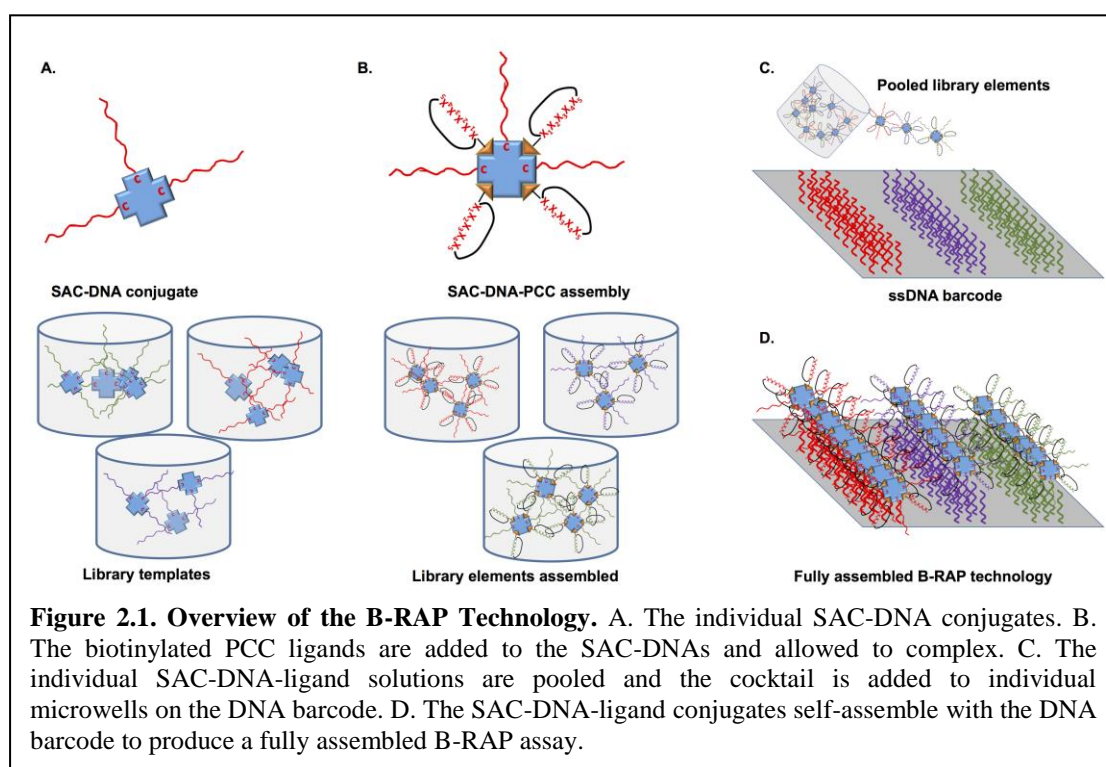 A.
B.
C.
Pooled library elements
C
C
C
C
C
C
SAC-DNA conjugate
SAC-DNA-PCC assembly
ssDNA barcode
D.
Library templates
Library elements assembled
Fully assembled B-RAP technology
Figure 2.1. Overview of the B-RAP Technology. A. The individual SAC-DNA conjugates. B.
The biotinylated PCC ligands are added to the SAC-DNAs and allowed to complex. C. The
individual SAC-DNA-ligand solutions are pooled and the cocktail is added to individual
microwells on the DNA barcode. D. The SAC-DNA-ligand conjugates self-assemble with the DNA
barcode to produce a fully assembled B-RAP assay.